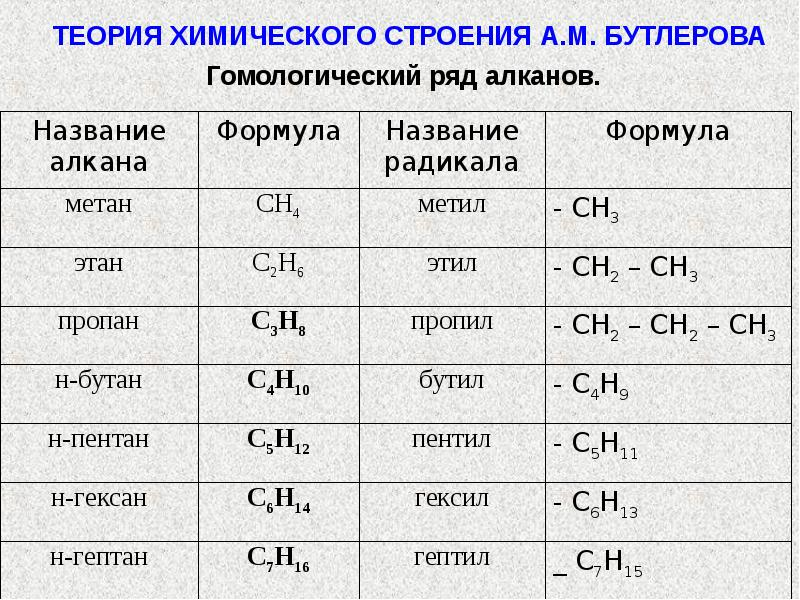 ТЕОРИЯ ХИМИЧЕСКОГО СТРОЕНИЯ А.М. БУТЛЕРОВА
Гомологический ряд алканов.
Название алкана Формула Название радикала Формула
метан CH₄ метил - CH₃
этан C₂H₆ этил - CH₂ – CH₃
пропан C₃H₈ пропил - CH₂ – CH₂ – CH₃
н-бутан C₄H₁₀ бутил - C₄H₉
н-пентан C₅H₁₂ пентил - C₅H₁₁
н-гексан C₆H₁₄ гексил - C₆H₁₃
н-гептан C₇H₁₆ гептил _ C₇H₁₅